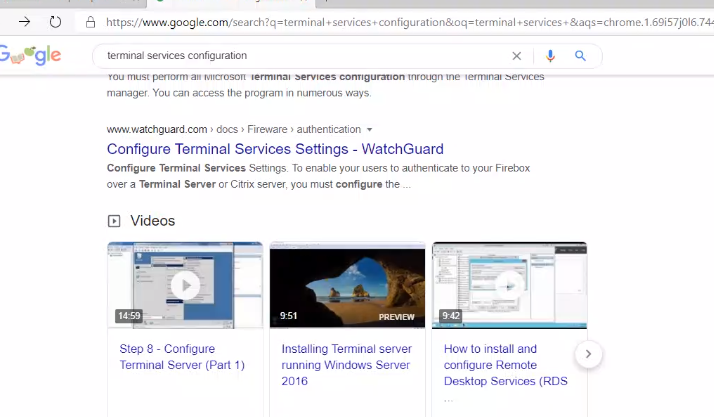 https://www.google.com/search?q=terminal+services+configuration&oq=terminal+services+&aqs=chrome.1.69i57j0l6.744
Google
terminal services configuration
You must perform all Microsoft Terminal Services configuration through the Terminal Services
manager. You can access the program in numerous ways.
www.watchguard.com › docs › Fireware › authentication
Configure Terminal Services Settings - WatchGuard
Configure Terminal Services Settings. To enable your users to authenticate to your Firebox
over a Terminal Server or Citrix server, you must configure the ...
Videos
14:59
9:51
PREVIEW
9:42
Step 8 - Configure
Terminal Server (Part 1)
Installing Terminal server
running Windows Server
2016
How to install and
configure Remote
Desktop Services (RDS
...